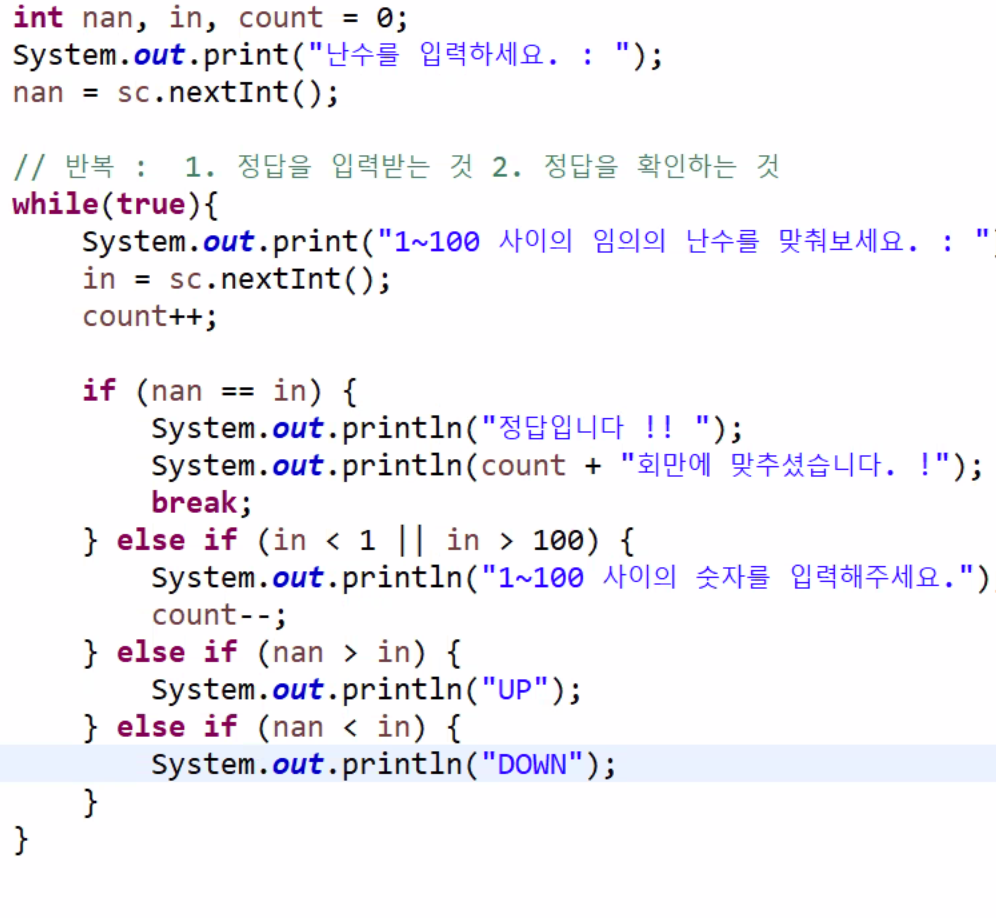 int nan, in, count = 0;
System.out.print("난수를 입력하세요. : ");
nan = sc.nextInt();
// 반복 :  1. 정답을 입력받는 것 2. 정답을 확인하는 것
while(true){
    System.out.print("1~100 사이의 임의의 난수를 맞춰보세요. : ")
    in = sc.nextInt();
    count++;
    if (nan == in) {
        System.out.println("정답입니다 !! ");
        System.out.println(count + "회만에 맞추셨습니다. !");
        break;
    } else if (in < 1 || in > 100) {
        System.out.println("1~100 사이의 숫자를 입력해주세요.")
        count--;
    } else if (nan > in) {
        System.out.println("UP");
    } else if (nan < in) {
        System.out.println("DOWN");
    }
}